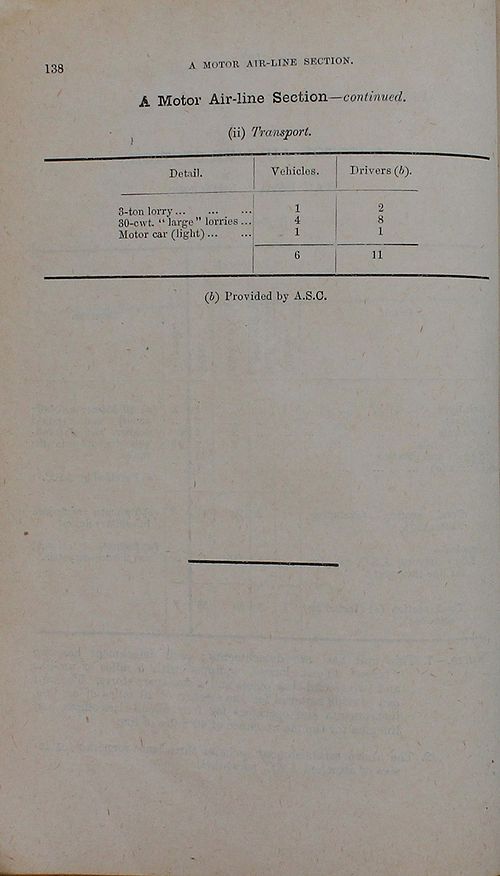 138
A MOTOR AIR-LINE SECTION.
A Motor Air-line Section—continued.
(ii) Transport.
Detail. Vehicles. Drivers (b).
3-ton lorry ... ... ... 1 2
30-cwt. "large" lorries ... 4 8
Motor car (light) ... ... 1 1
6 11
(b) Provided by A.S.C.